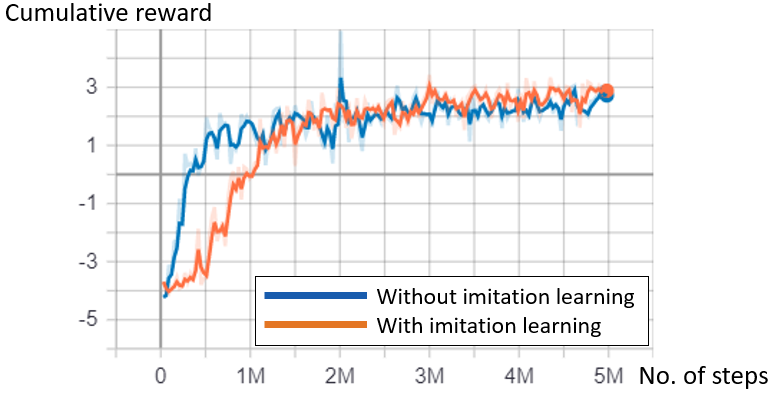 Cumulative reward
3
1
-1
-3
-5
Without imitation learning
With imitation learning
0 1M 2M 3M 4M 5M No. of steps